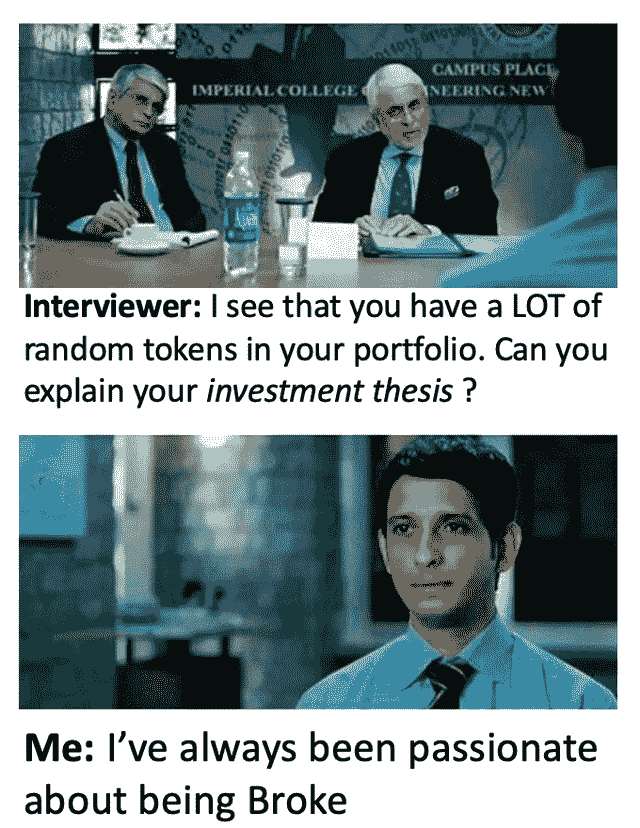 CAMPUS PLACE
IMPERIAL COLLEGE
NEERING NEW
Interviewer: I see that you have a LOT of
random tokens in your portfolio. Can you
explain your investment thesis ?
Me: I've always been passionate
about being Broke